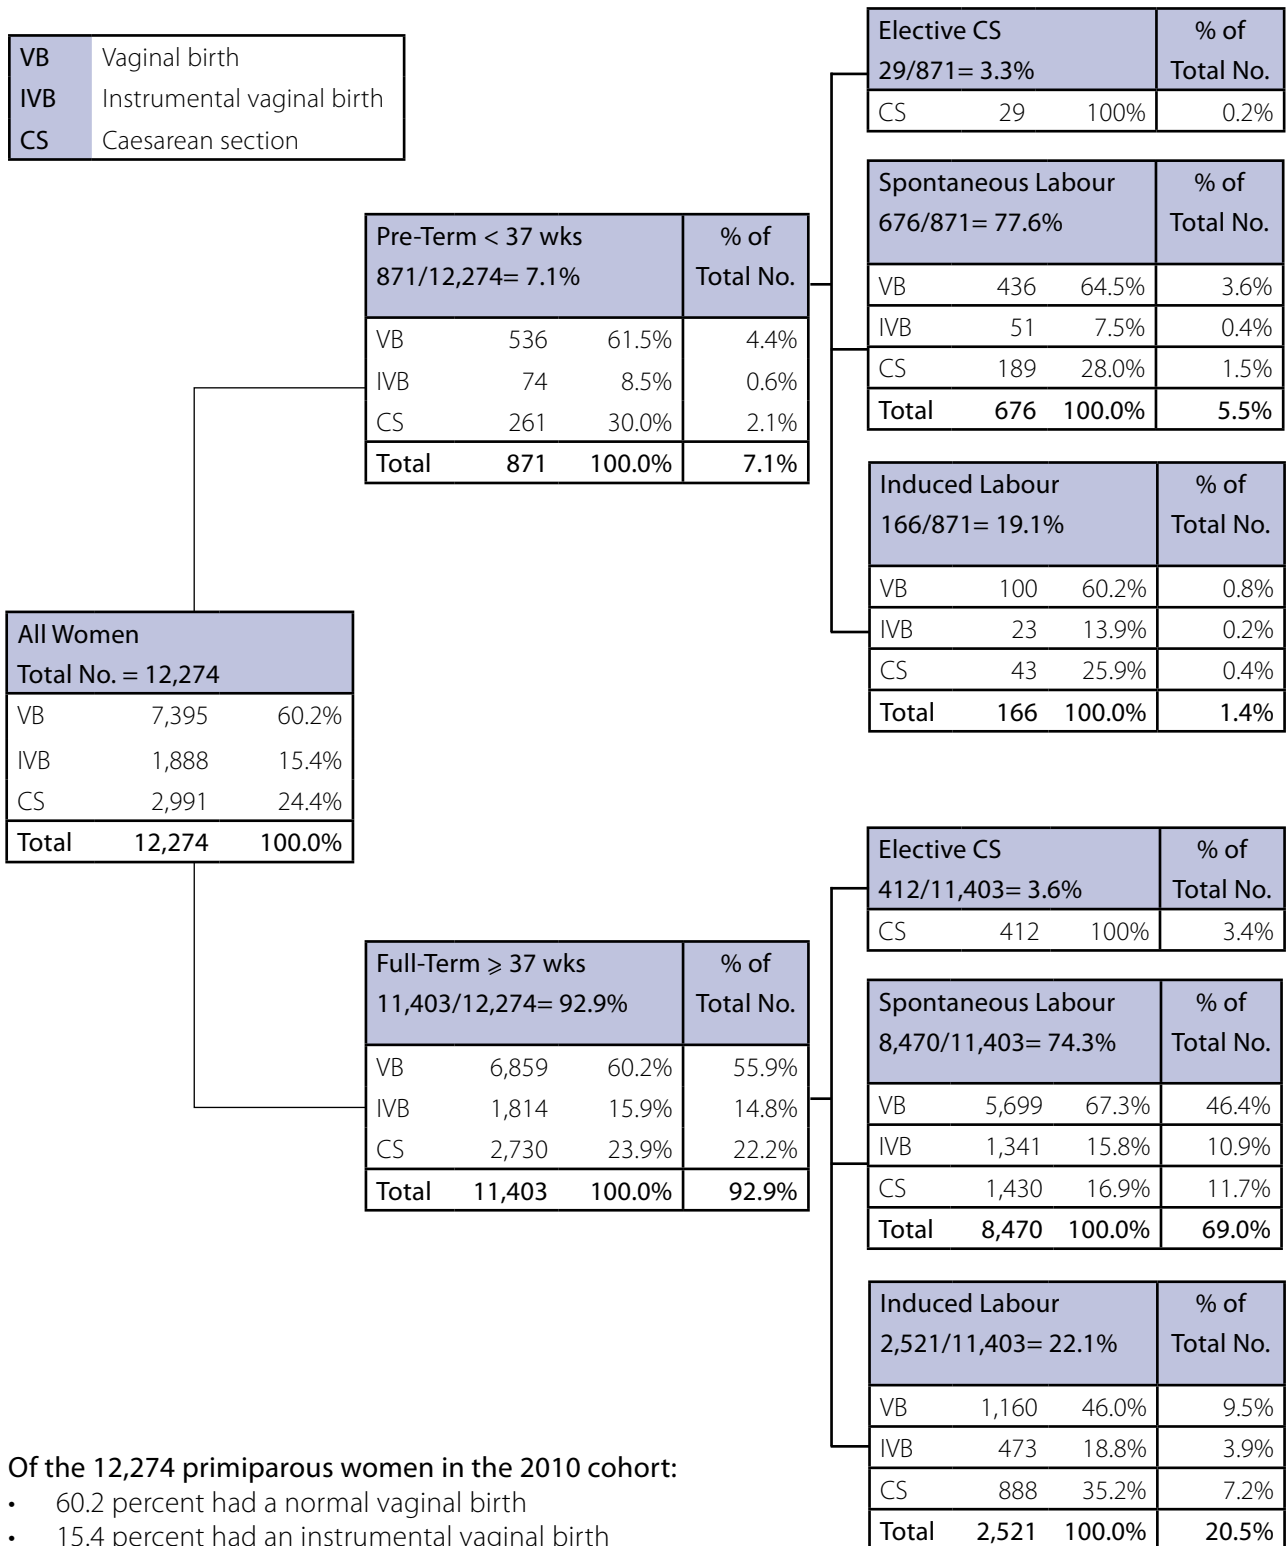 VB Vaginal birth
IVB Instrumental vaginal birth
CS Caesarean section
All Women
Total No. = 12,274
VB 7,395 60.2%
IVB 1,888 15.4%
CS 2,991 24.4%
Total 12,274 100.0%
Pre-Term < 37 wks % of
871/12,274= 7.1% Total No.
VB 536 61.5% 4.4%
IVB 74 8.5% 0.6%
CS 261 30.0% 2.1%
Total 871 100.0% 7.1%
Elective CS % of
29/871= 3.3% Total No.
CS 29 100% 0.2%
Spontaneous Labour % of
676/871= 77.6% Total No.
VB 436 64.5% 3.6%
IVB 51 7.5% 0.4%
CS 189 28.0% 1.5%
Total 676 100.0% 5.5%
Induced Labour % of
166/871= 19.1% Total No.
VB 100 60.2% 0.8%
IVB 23 13.9% 0.2%
CS 43 25.9% 0.4%
Total 166 100.0% 1.4%
Full-Term ⩾ 37 wks % of
11,403/12,274= 92.9% Total No.
VB 6,859 60.2% 55.9%
IVB 1,814 15.9% 14.8%
CS 2,730 23.9% 22.2%
Total 11,403 100.0% 92.9%
Elective CS % of
412/11,403= 3.6% Total No.
CS 412 100% 3.4%
Spontaneous Labour % of
8,470/11,403= 74.3% Total No.
VB 5,699 67.3% 46.4%
IVB 1,341 15.8% 10.9%
CS 1,430 16.9% 11.7%
Total 8,470 100.0% 69.0%
Induced Labour % of
2,521/11,403= 22.1% Total No.
VB 1,160 46.0% 9.5%
IVB 473 18.8% 3.9%
CS 888 35.2% 7.2%
Total 2,521 100.0% 20.5%
Of the 12,274 primiparous women in the 2010 cohort:
• 60.2 percent had a normal vaginal birth
• 15.4 percent had an instrumental vaginal birth